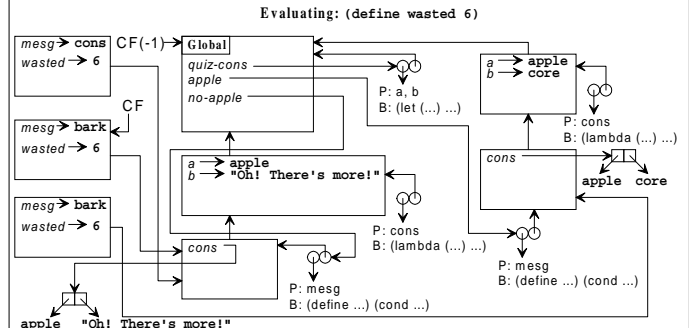 Evaluating: (define wasted 6)
mesg cons
wasted 6
CF(-1)
Global
quiz-cons
apple
no-apple
P: a, b
B: (let (...) ...)
a apple
b core
P: cons
B: (lambda (...) ...)
CF
mesg bark
wasted 6
a apple
b "Oh! There's more!"
P: cons
B: (lambda (...) ...)
cons
apple core
mesg bark
wasted 6
cons
P: mesg
B: (define ...) (cond ...)
P: mesg
B: (define ...) (cond ...)
apple "Oh! There's more!"